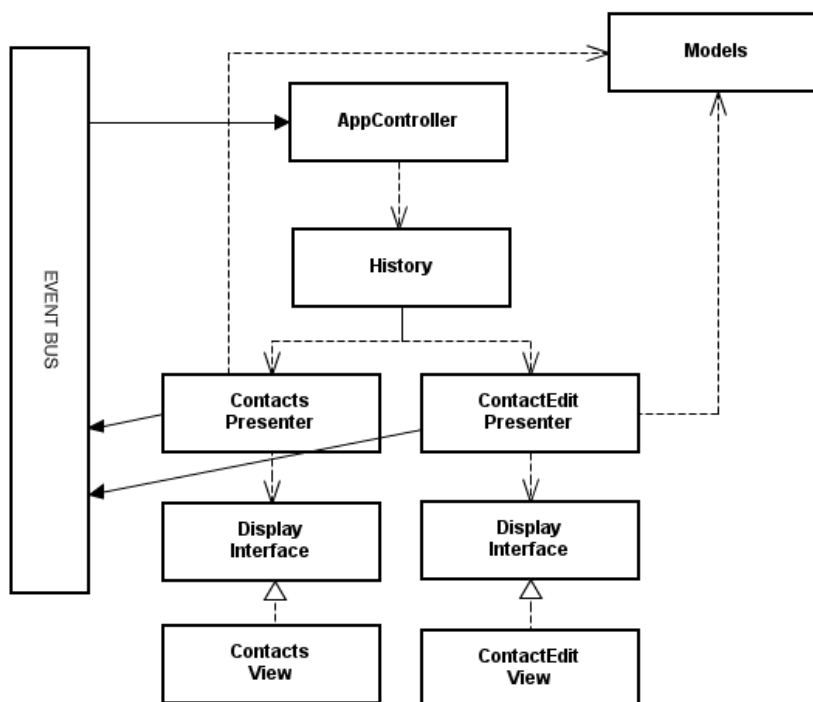 Models
AppController
History
EVENT BUS
Contacts
Presenter
ContactEdit
Presenter
Display
Interface
Display
Interface
Contacts
View
ContactEdit
View